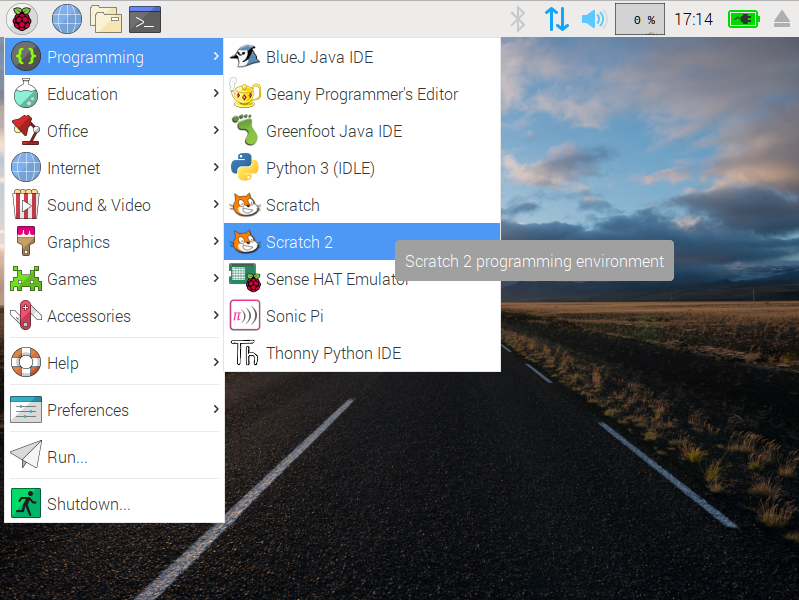 0 %
17:14
Programming
Education
Office
Internet
Sound & Video
Graphics
Games
Accessories
Help
Preferences
Run...
Shutdown...
BlueJ Java IDE
Geany Programmer's Editor
Greenfoot Java IDE
Python 3 (IDLE)
Scratch
Scratch 2
Scratch 2 programming environment
Sense HAT Emulator
Sonic Pi
Thonny Python IDE